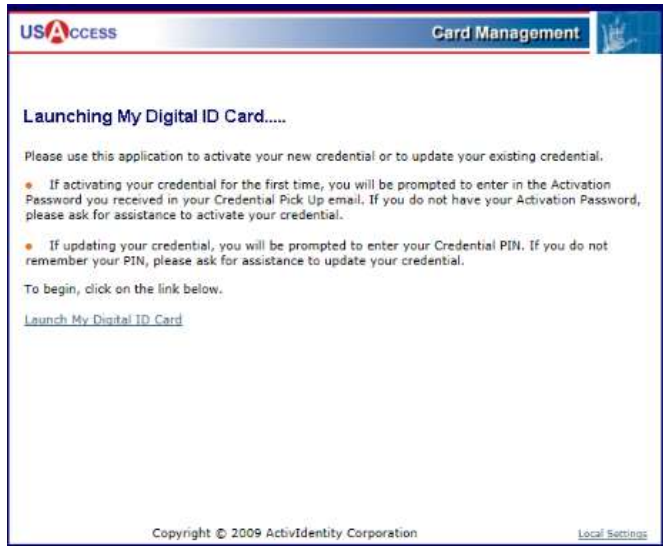 USAccess
Card Management
Launching My Digital ID Card.....
Please use this application to activate your new credential or to update your existing credential.
• If activating your credential for the first time, you will be prompted to enter in the Activation
Password you received in your Credential Pick Up email. If you do not have your Activation Password,
please ask for assistance to activate your credential.
• If updating your credential, you will be prompted to enter your Credential PIN. If you do not
remember your PIN, please ask for assistance to update your credential.
To begin, click on the link below.
Launch My Digital ID Card
Copyright © 2009 ActivIdentity Corporation
Local Settings